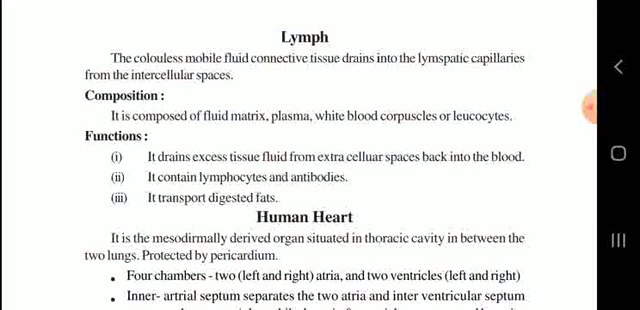 Lymph
The colouless mobile fluid connective tissue drains into the lymspatic capillaries
from the intercellular spaces.
Composition :
It is composed of fluid matrix, plasma, white blood corpuscles or leucocytes.
Functions :
(i) It drains excess tissue fluid from extra celluar spaces back into the blood.
(ii) It contain lymphocytes and antibodies.
(iii) It transport digested fats.
Human Heart
It is the mesodirmally derived organ situated in thoracic cavity in between the
two lungs. Protected by pericardium.
• Four chambers - two (left and right) atria, and two ventricles (left and right)
• Inner- artrial septum separates the two atria and inter ventricular septum